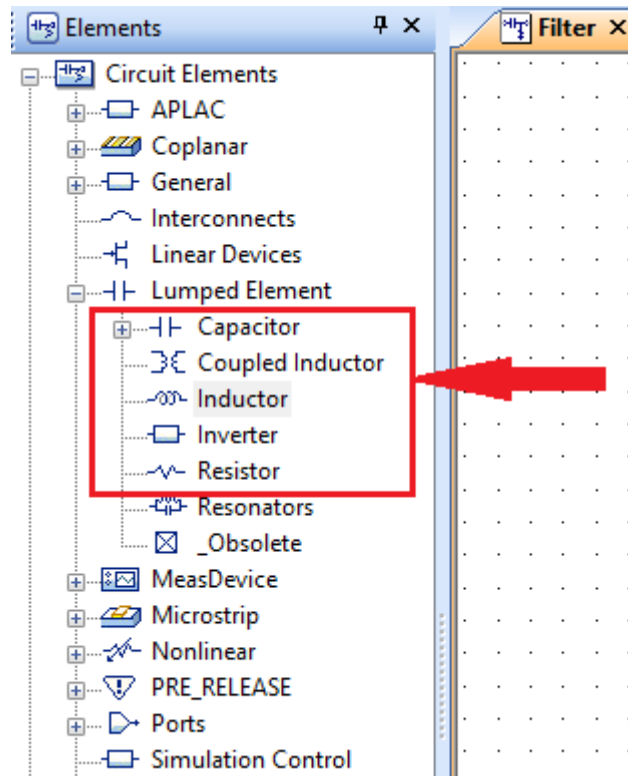 Elements
Filter
Circuit Elements
APLAC
Coplanar
General
Interconnects
Linear Devices
Lumped Element
Capacitor
Coupled Inductor
Inductor
Inverter
Resistor
Resonators
_Obsolete
MeasDevice
Microstrip
Nonlinear
PRE_RELEASE
Ports
Simulation Control